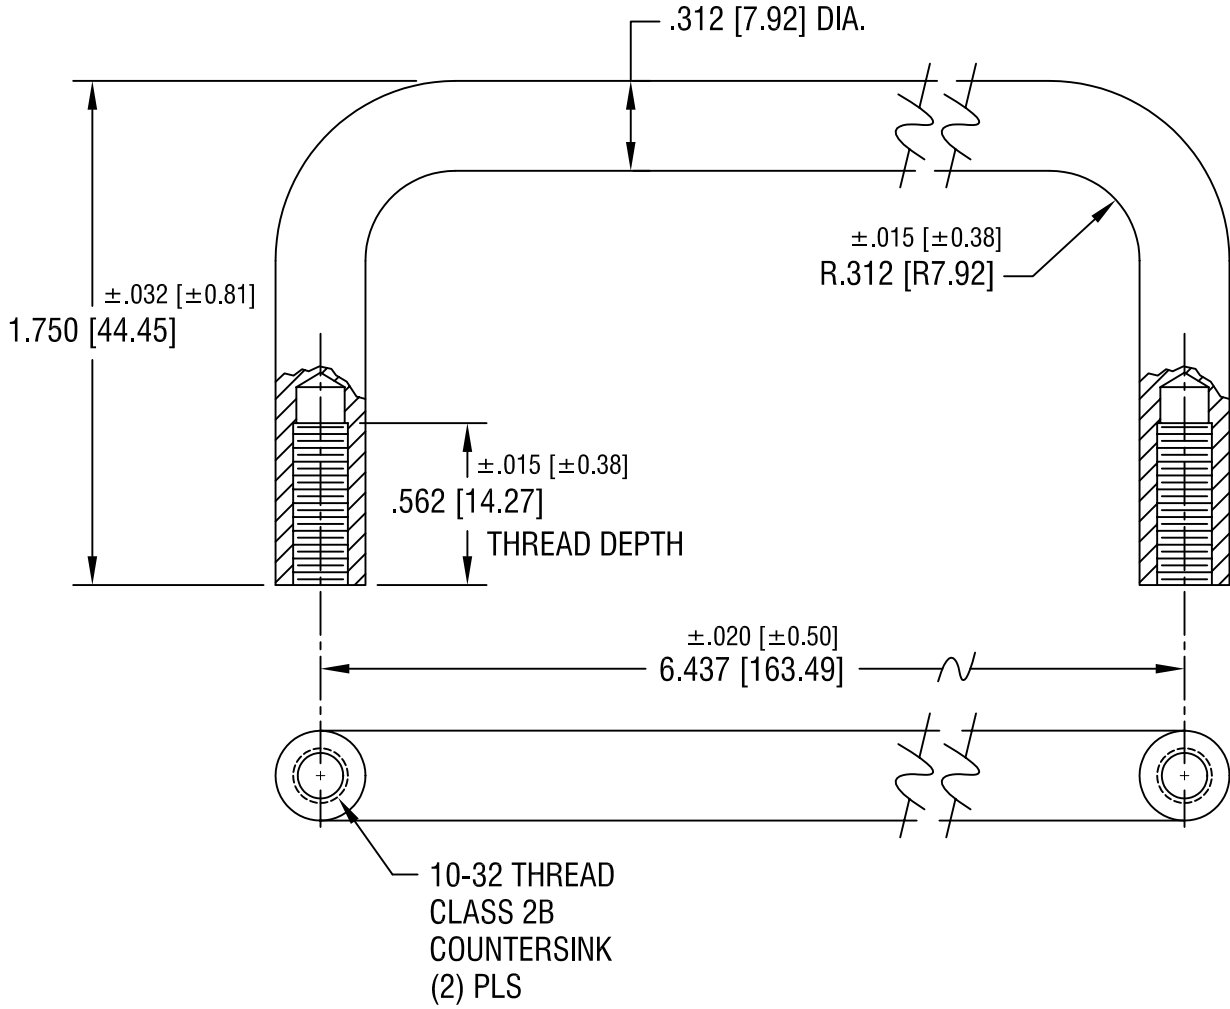 .312 [7.92] DIA.
±.015 [±0.38]
R.312 [R7.92]
±.032 [±0.81]
1.750 [44.45]
±.015 [±0.38]
.562 [14.27]
THREAD DEPTH
±.020 [±0.50]
6.437 [163.49]
10-32 THREAD
CLASS 2B
COUNTERSINK
(2) PLS